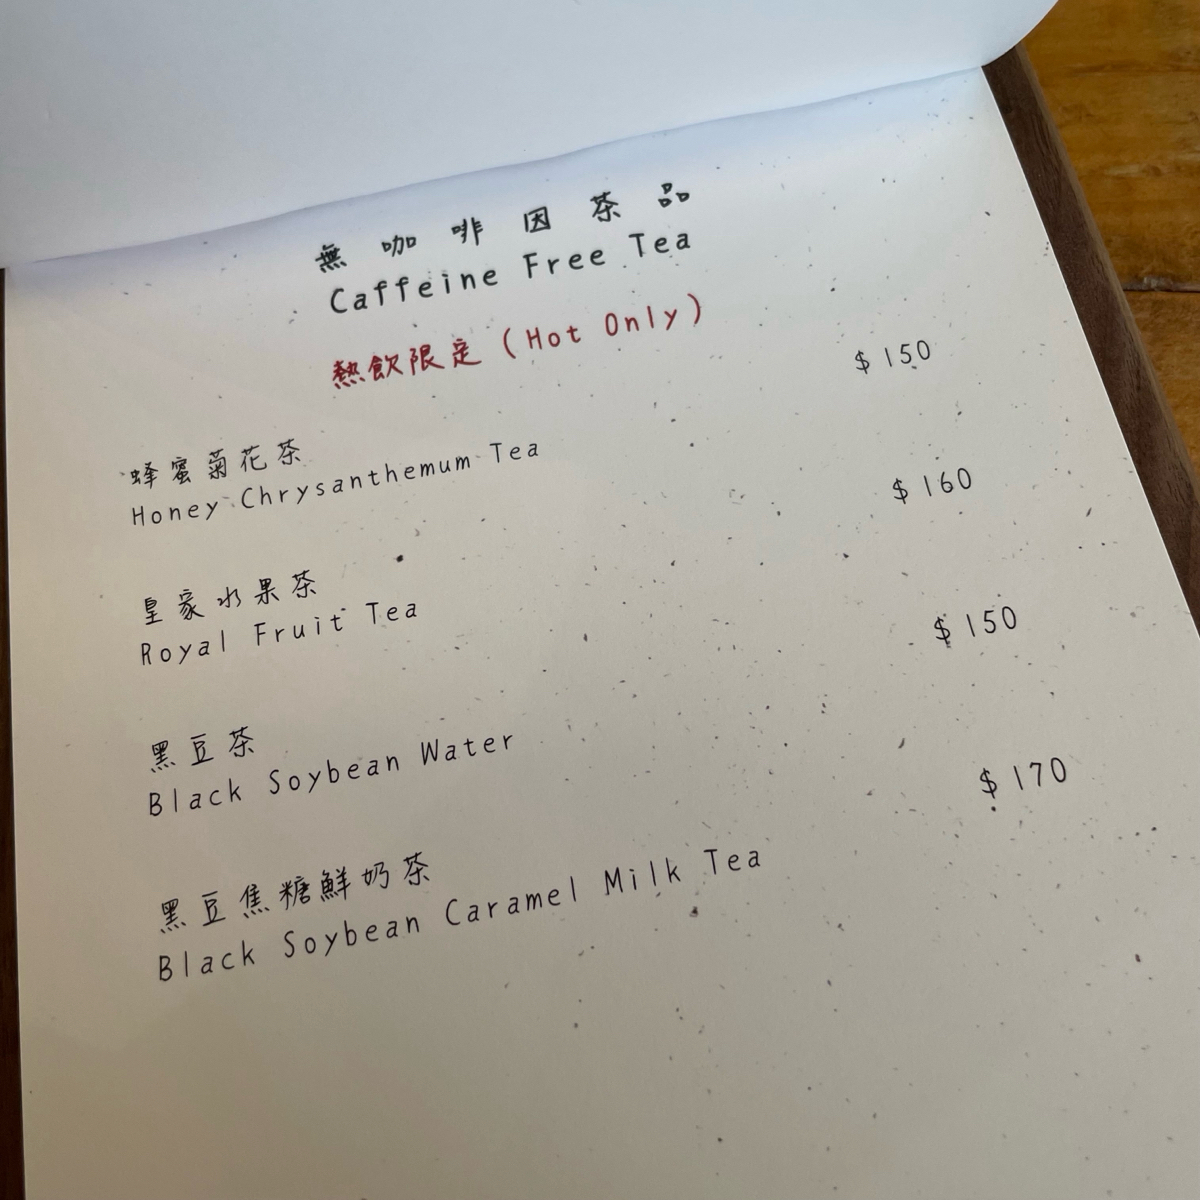 無咖啡因茶品
Caffeine Free Tea
熱飲限定(Hot Only)
蜂蜜菊花茶 $150
Honey Chrysanthemum Tea
皇家水果茶 $160
Royal Fruit Tea
黑豆茶 $150
Black Soybean Water
黑豆焦糖鮮奶茶 $170
Black Soybean Caramel Milk Tea